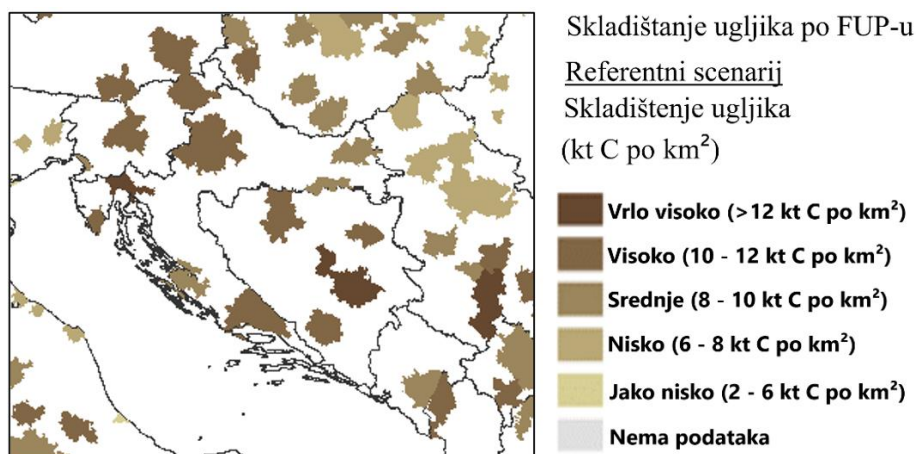 Skladištanje ugljika po FUP-u
Referentni scenarij
Skladištenje ugljika
(kt C po km²)
Vrlo visoko (>12 kt C po km²)
Visoko (10 - 12 kt C po km²)
Srednje (8 - 10 kt C po km²)
Nisko (6 - 8 kt C po km²)
Jako nisko (2 - 6 kt C po km²)
Nema podataka